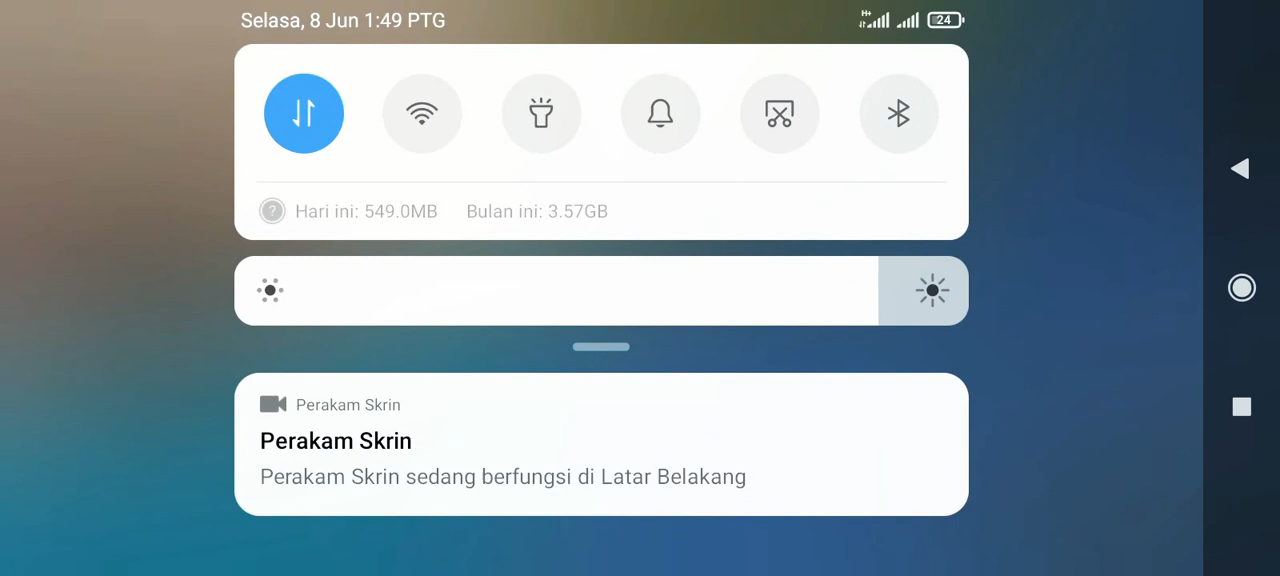 Selasa, 8 Jun 1:49 PTG
H+
24
?
Hari ini: 549.0MB
Bulan ini: 3.57GB
Perakam Skrin
Perakam Skrin
Perakam Skrin sedang berfungsi di Latar Belakang